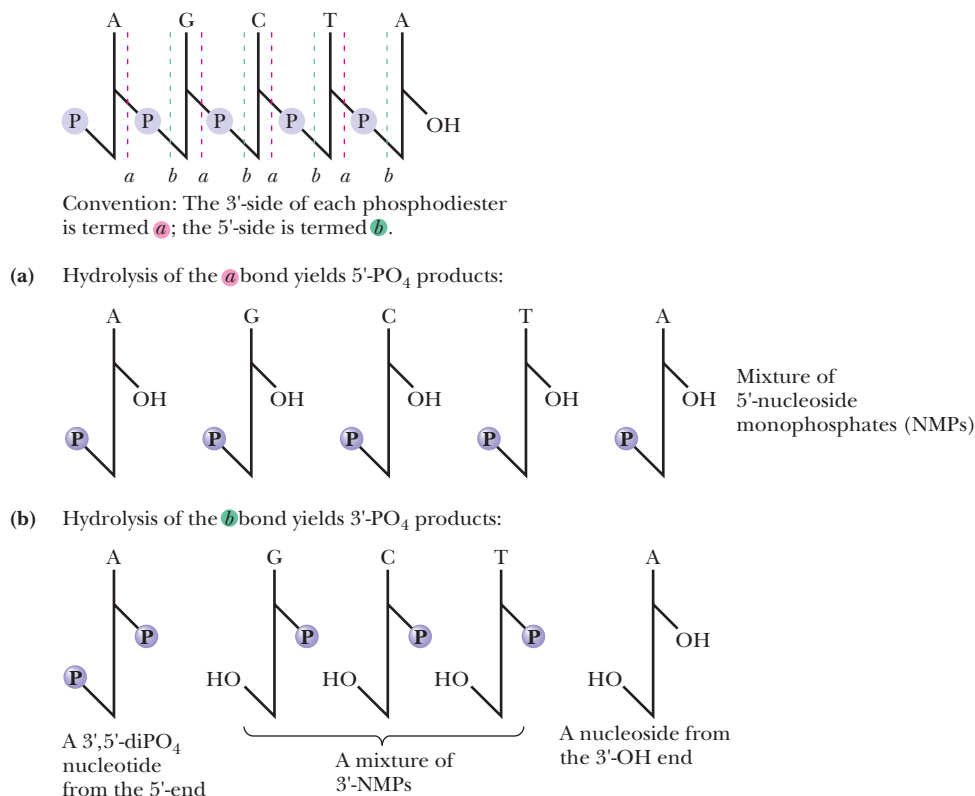 A G C T A
P P P P P OH
a b a b a b a b
Convention: The 3'-side of each phosphodiester
is termed a; the 5'-side is termed b.
(a) Hydrolysis of the a bond yields 5'-PO4 products:
A G C T A
OH OH OH OH OH
P P P P P
Mixture of
5'-nucleoside
monophosphates (NMPs)
(b) Hydrolysis of the b bond yields 3'-PO4 products:
A G C T A
P P P P OH
P HO HO HO HO
A 3',5'-diPO4
nucleotide
from the 5'-end
A mixture of
3'-NMPs
A nucleoside from
the 3'-OH end